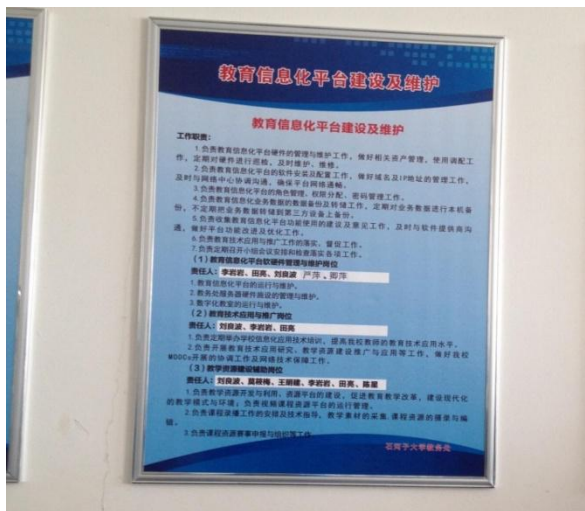 教育信息化平台建设及维护
教育信息化平台建设及维护
工作职责：
1.负责教育信息化平台硬件的管理与维护工作，做好相关资产管理、使用调配工
作，定期对硬件进行巡检、及时维护、维修。
2.负责教育信息化平台的软件安装及配置工作，做好域名及IP地址的管理工作，
及时与网络中心协调沟通，确保平台网络通畅。
3.负责教育信息化平台的角色管理、权限分配、密码管理工作。
4.负责教育信息化业务数据的数据备份及转储工作，定期对业务数据进行本机备
份，不定期把业务数据转储到第三方设备上备份。
5.负责收集教育信息化平台功能使用的建议及意见工作，及时与软件提供商沟
通，做好平台功能改进及优化工作。
6.负责教育技术应用与推广工作的落实、督促工作。
7.负责定期召开小组会议安排和检查落实各项工作。
（1）教育信息化平台软硬件管理与维护岗位
责任人：李岩岩、田亮、刘良波 严萍、
1.教育信息化平台的运行与维护。
2.教务处服务器硬件端设的管理与维护。
3.数字化教室的运行与维护。
（2）教育技术应用与推广岗位
责任人：刘良波、李岩岩、田亮
1.负责定期举办学校信息化应用技术培训，提高我校教师的教育技术应用水平。
2.负责开展教育技术应用研究、教学资源建设推广与应用等工作，做好我校
MOOCs开展的协调工作及网络技术保障工作。
（3）教学资源建设辅助岗位
责任人：刘良波、莫筱梅、王明建、李岩岩、田亮、陈星
1.负责教学资源开发与利用、资源平台的建设，促进教育教学改革，建设现代化
的教学模式与环境；负责视频课程资源平台的运行管理。
2.负责课程录播工作的安排及技术指导，教学素材的采集、课程资源的摄录与编
辑。
3.负责课程资源赛事申报与组织等工作。
石河子大学教务处